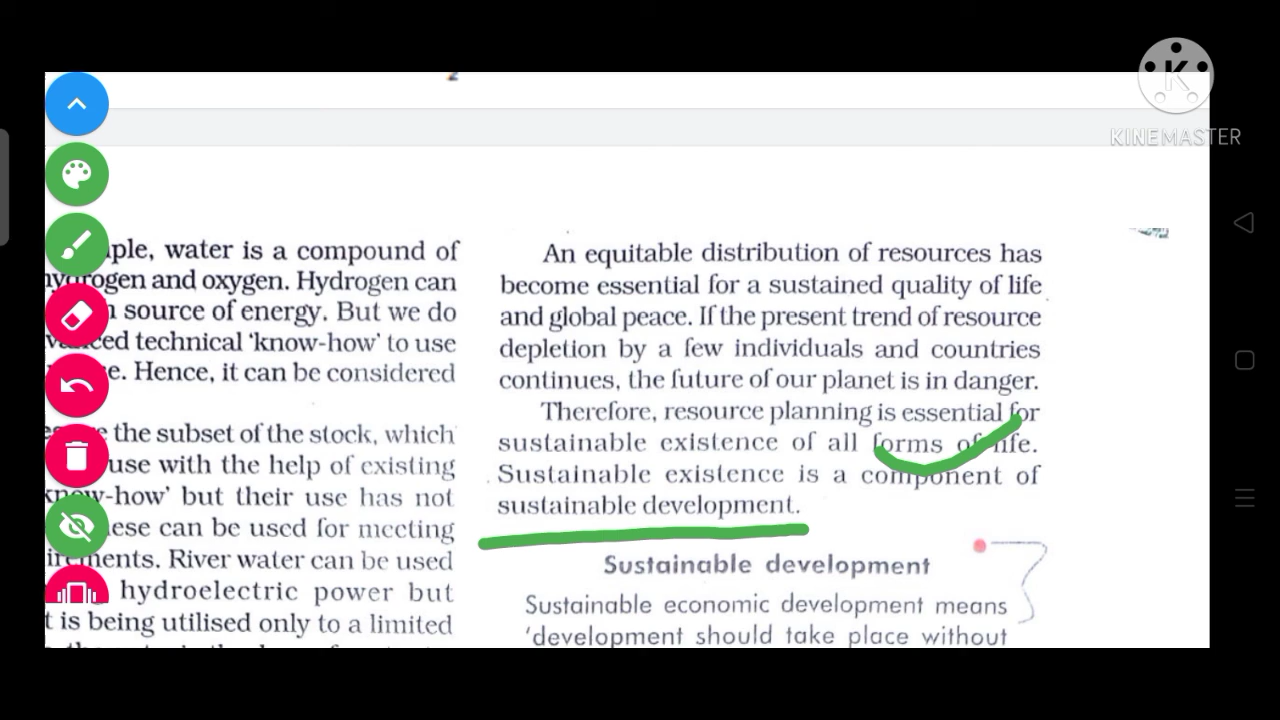 KINEMASTER
ple, water is a compound of
hydrogen and oxygen. Hydrogen can
source of energy. But we do
advanced technical ‘know-how’ to use
Hence, it can be considered
the subset of the stock, which
use with the help of existing
know-how’ but their use has not
these can be used for meeting
requirements. River water can be used
hydroelectric power but
it is being utilised only to a limited
An equitable distribution of resources has
become essential for a sustained quality of life
and global peace. If the present trend of resource
depletion by a few individuals and countries
continues, the future of our planet is in danger.
Therefore, resource planning is essential for
sustainable existence of all forms of life.
Sustainable existence is a component of
sustainable development.
Sustainable development
Sustainable economic development means
‘development should take place without